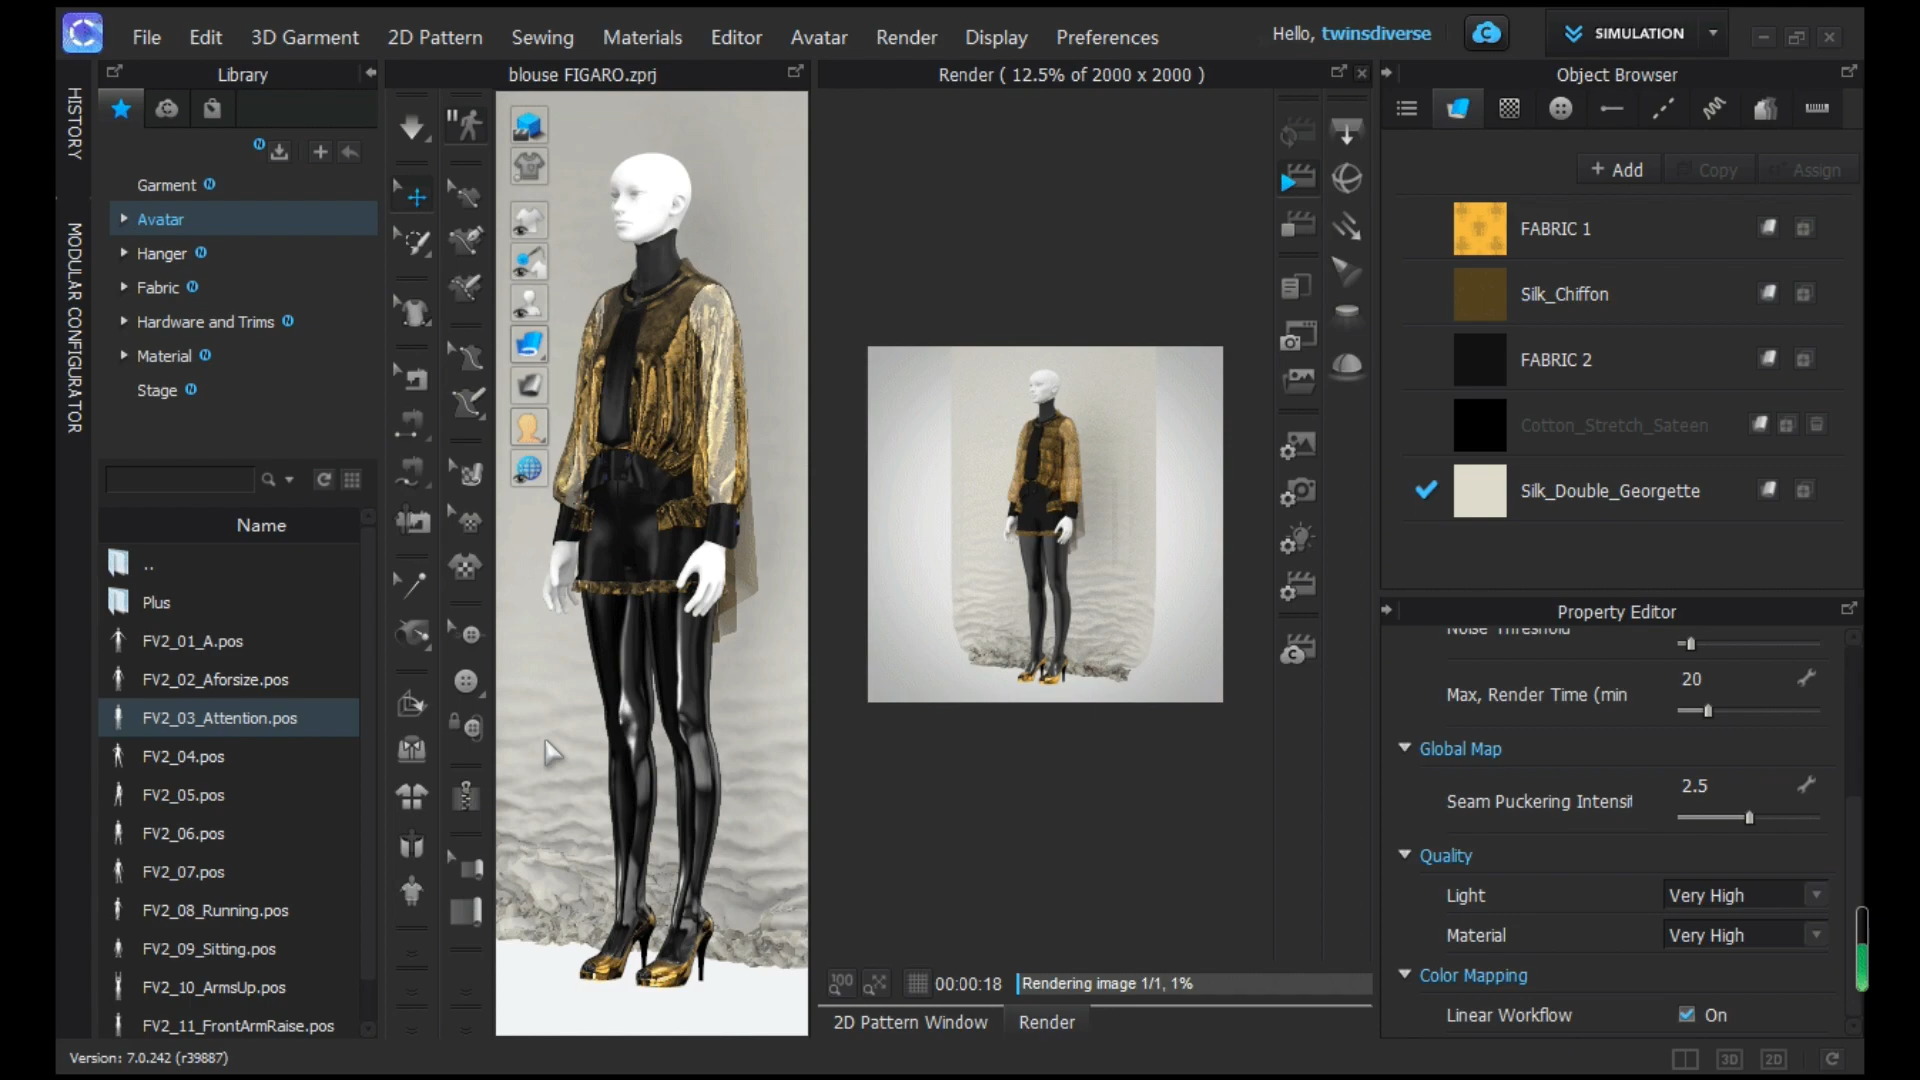 File Edit 3D Garment 2D Pattern Sewing Materials Editor Avatar Render Display Preferences Hello, twinsdiverse SIMULATION
Library
blouse FIGARO.zprj
Render ( 12.5% of 2000 x 2000 )
Object Browser
HISTORY
MODULAR CONFIGURATOR
Garment N
Avatar
Hanger N
Fabric N
Hardware and Trims N
Material N
Stage N
Name
..
Plus
FV2_01_A.pos
FV2_02_Aforsize.pos
FV2_03_Attention.pos
FV2_04.pos
FV2_05.pos
FV2_06.pos
FV2_07.pos
FV2_08_Running.pos
FV2_09_Sitting.pos
FV2_10_ArmsUp.pos
FV2_11_FrontArmRaise.pos
+ Add Copy Assign
FABRIC 1
Silk_Chiffon
FABRIC 2
Cotton_Stretch_Sateen
Silk_Double_Georgette
Property Editor
Noise Threshold
20
Max, Render Time (min
Global Map
2.5
Seam Puckering Intensit
Quality
Light Very High
Material Very High
Color Mapping
Linear Workflow On
100 00:00:18 Rendering image 1/1, 1%
2D Pattern Window Render
Version: 7.0.242 (r39887)
3D 2D